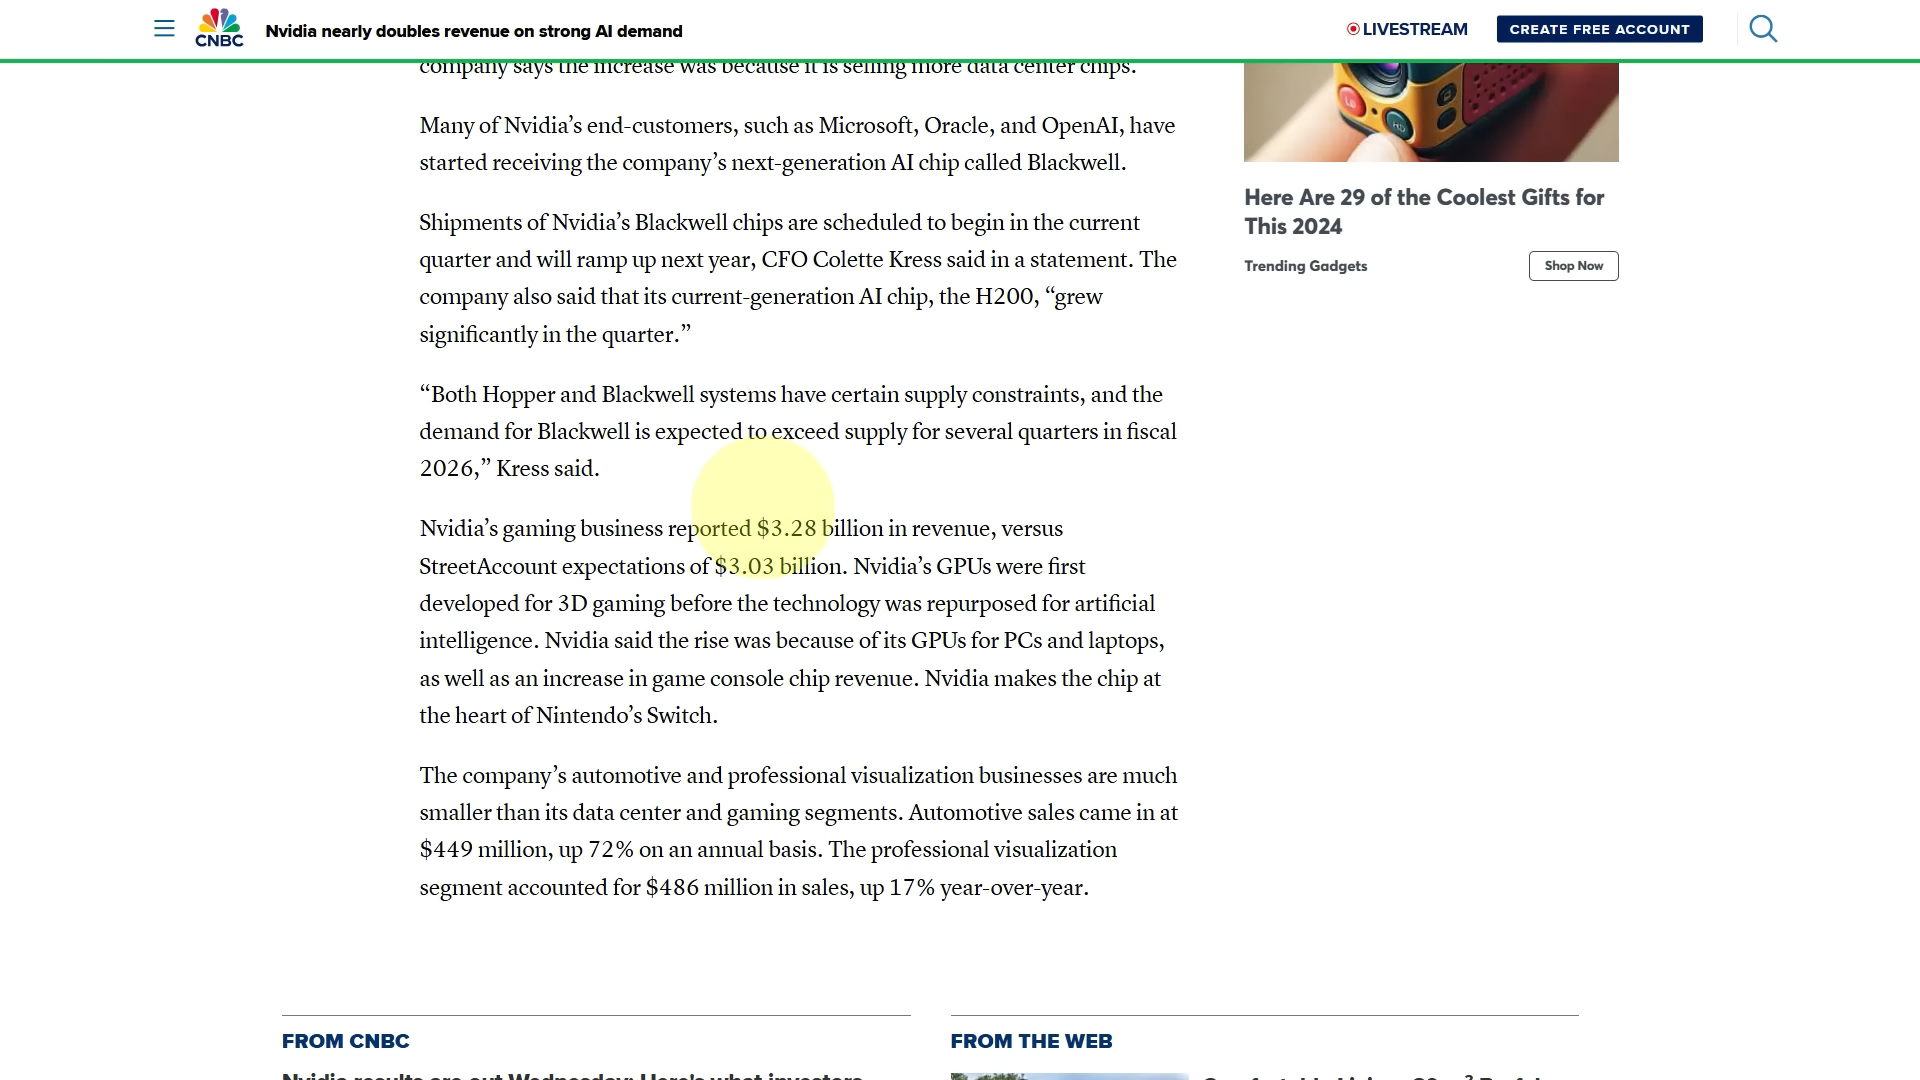 CNBC
Nvidia nearly doubles revenue on strong AI demand
LIVESTREAM
CREATE FREE ACCOUNT
company says the increase was because it is selling more data center chips.
Many of Nvidia’s end-customers, such as Microsoft, Oracle, and OpenAI, have
started receiving the company’s next-generation AI chip called Blackwell.
Shipments of Nvidia’s Blackwell chips are scheduled to begin in the current
quarter and will ramp up next year, CFO Colette Kress said in a statement. The
company also said that its current-generation AI chip, the H200, “grew
significantly in the quarter.”
“Both Hopper and Blackwell systems have certain supply constraints, and the
demand for Blackwell is expected to exceed supply for several quarters in fiscal
2026,” Kress said.
Nvidia’s gaming business reported $3.28 billion in revenue, versus
StreetAccount expectations of $3.03 billion. Nvidia’s GPUs were first
developed for 3D gaming before the technology was repurposed for artificial
intelligence. Nvidia said the rise was because of its GPUs for PCs and laptops,
as well as an increase in game console chip revenue. Nvidia makes the chip at
the heart of Nintendo’s Switch.
The company’s automotive and professional visualization businesses are much
smaller than its data center and gaming segments. Automotive sales came in at
$449 million, up 72% on an annual basis. The professional visualization
segment accounted for $486 million in sales, up 17% year-over-year.
Here Are 29 of the Coolest Gifts for
This 2024
Trending Gadgets
Shop Now
FROM CNBC
Nvidia results are out Wednesday: Here’s what investors
FROM THE WEB